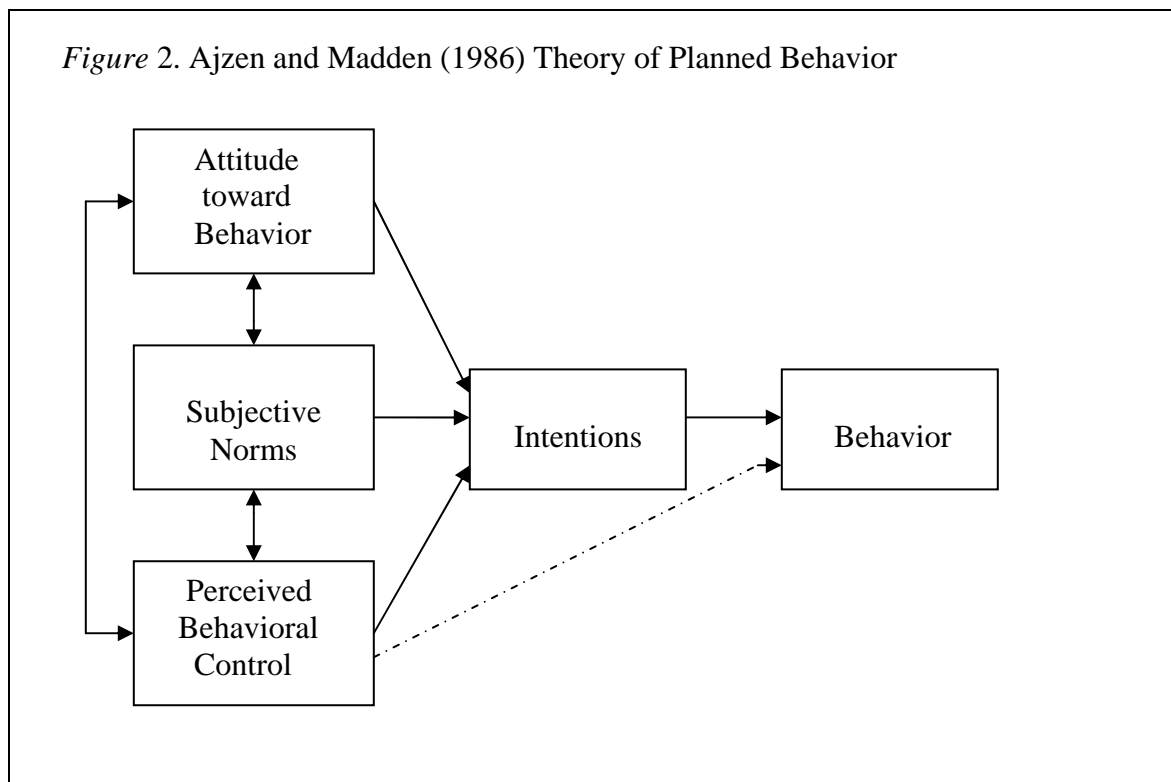 Figure 2. Ajzen and Madden (1986) Theory of Planned Behavior
Attitude
toward
Behavior
Subjective
Norms
Perceived
Behavioral
Control
Intentions
Behavior